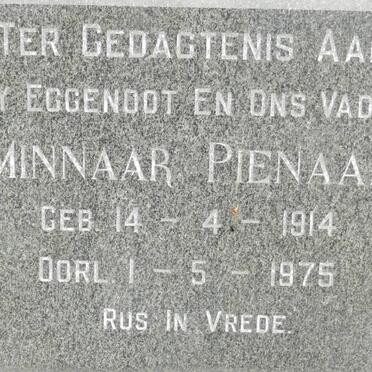 TER GEDAGTENIS AAN
EGGENOOT EN ONS VAD
MINNAAR PIENAAR
GEB. 14 - 4 - 1914
OORL. 1 - 5 - 1975
RUS IN VREDE.